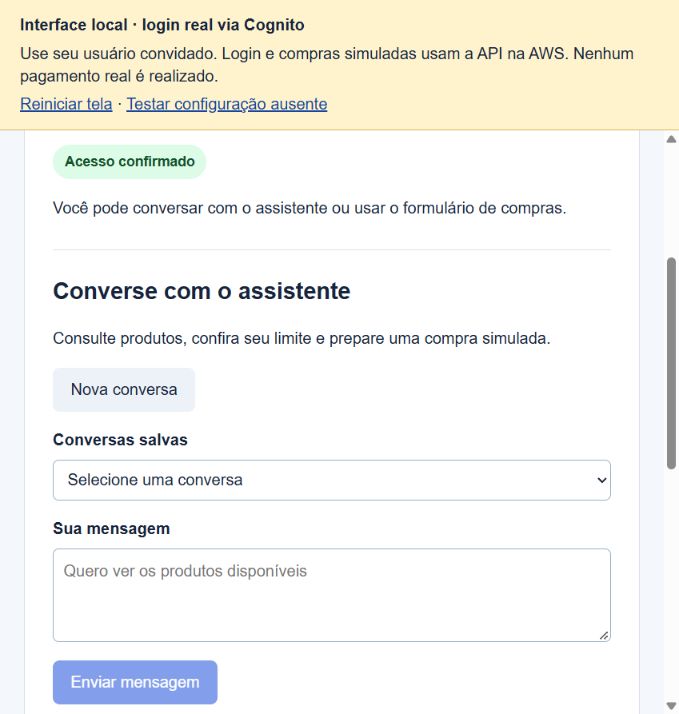 Interface local · login real via Cognito
Use seu usuário convidado. Login e compras simuladas usam a API na AWS. Nenhum
pagamento real é realizado.
Reiniciar tela · Testar configuração ausente
Acesso confirmado
Você pode conversar com o assistente ou usar o formulário de compras.
Converse com o assistente
Consulte produtos, confira seu limite e prepare uma compra simulada.
Nova conversa
Conversas salvas
Selecione uma conversa
Sua mensagem
Quero ver os produtos disponíveis
Enviar mensagem